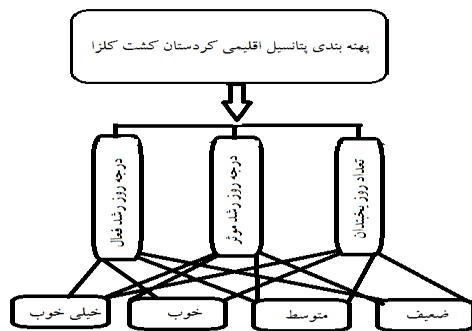 پهنه بندی پتانسیل اقلیمی کردستان کشت کلزا
تعداد روز یخبندان
درجه روز رشد موثر
درجه روز رشد فعال
ضعیف
متوسط
خوب
خیلی خوب